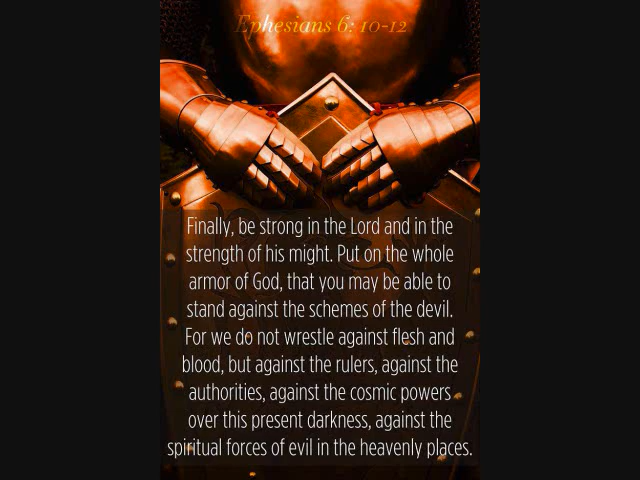 Ephesians 6: 10-12
Finally, be strong in the Lord and in the
strength of his might. Put on the whole
armor of God, that you may be able to
stand against the schemes of the devil.
For we do not wrestle against flesh and
blood, but against the rulers, against the
authorities, against the cosmic powers
over this present darkness, against the
spiritual forces of evil in the heavenly places.